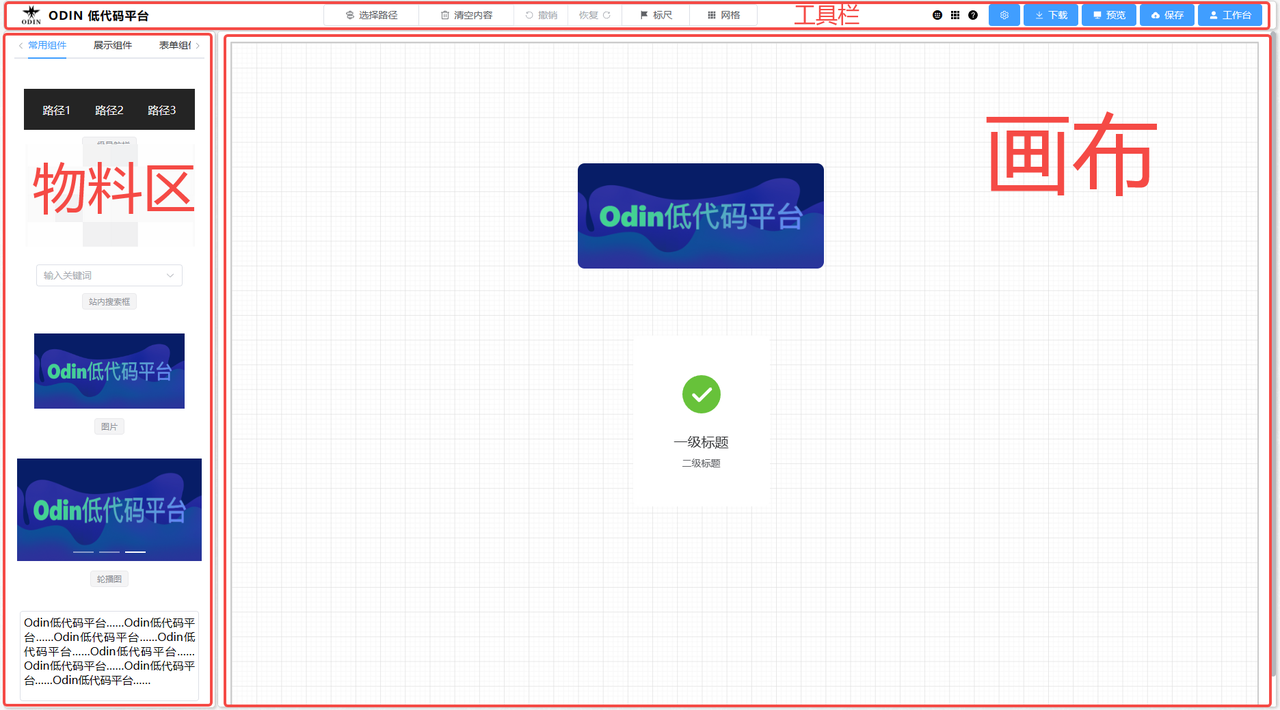 ODIN
ODIN 低代码平台
选择路径
清空内容
撤销
恢复
标尺
网格
工具栏
下载
预览
保存
工作台
常用组件
展示组件
表单组
路径1
路径2
路径3
物料区
输入关键词
站内搜索框
Odin低代码平台
图片
Odin低代码平台
轮播图
Odin低代码平台......Odin低代码平
台......Odin低代码平台......Odin低
代码平台......Odin低代码平台......
Odin低代码平台......Odin低代码平
台......Odin低代码平台......
画布
Odin低代码平台
一级标题
二级标题